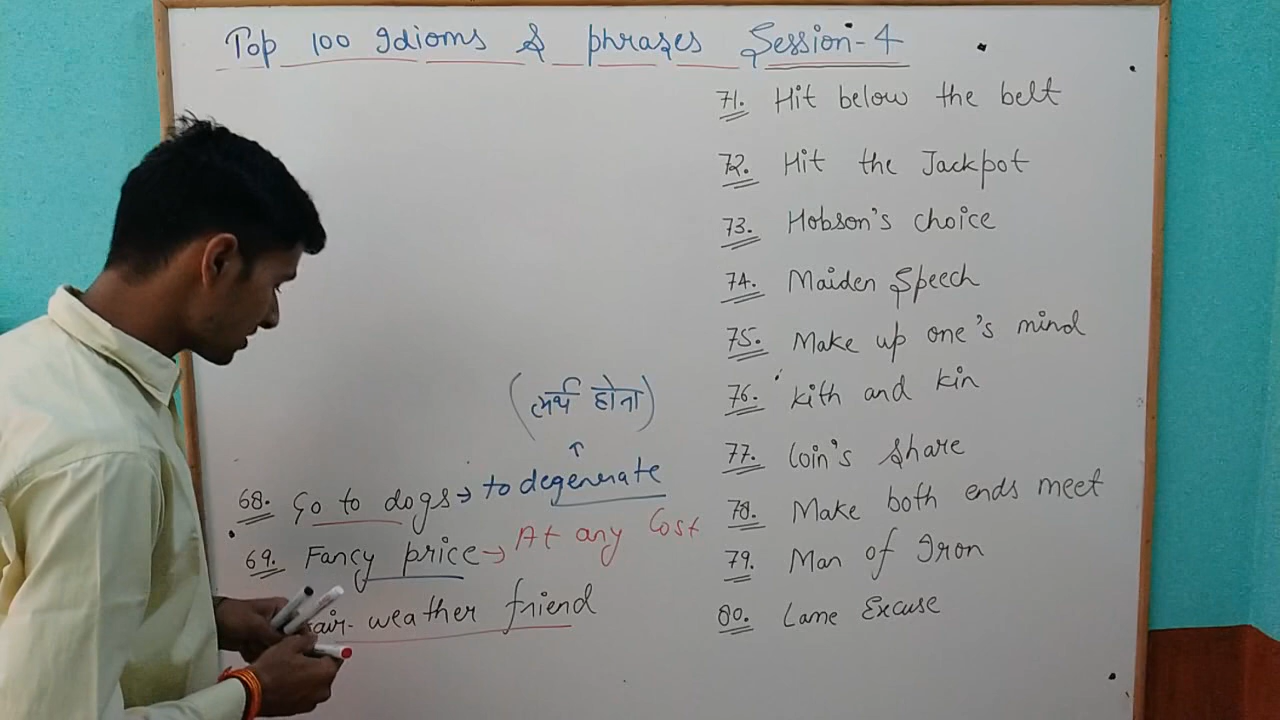 Top 100 Idioms & phrases Session-4
(व्यर्थ होना)
↑
68. Go to dogs → to degenerate
69. Fancy price → At any Cost
air-weather friend
71. Hit below the belt
72. Hit the Jackpot
73. Hobson's choice
74. Maiden Speech
75. Make up one's mind
76. kith and kin
77. Loin's share
78. Make both ends meet
79. Man of Iron
80. Lame Excuse